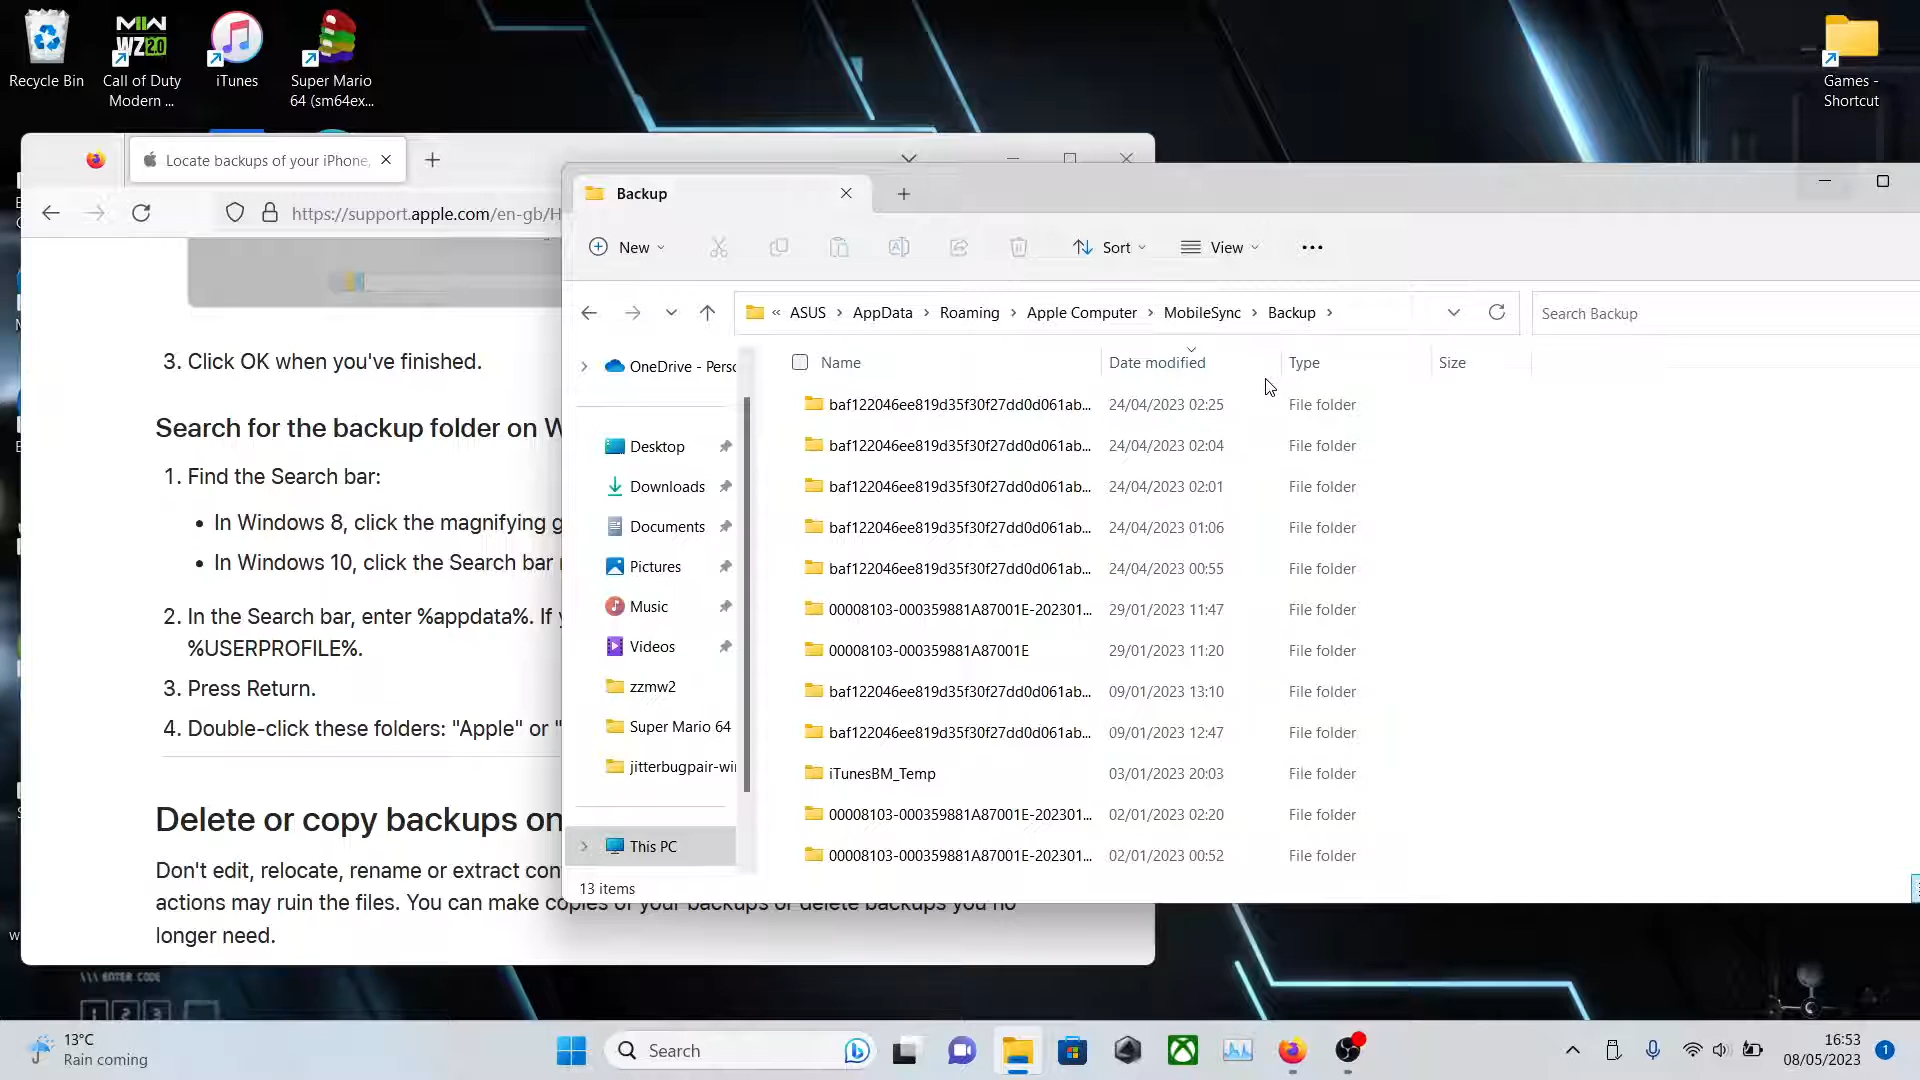 Recycle Bin
Call of Duty
Modern ...
iTunes
Super Mario
64 (sm64ex...
Games -
Shortcut
MW
WZ 2.0
Locate backups of your iPhone,
https://support.apple.com/en-gb/H
3. Click OK when you've finished.
Search for the backup folder on W
1. Find the Search bar:
• In Windows 8, click the magnifying g
• In Windows 10, click the Search bar
2. In the Search bar, enter %appdata%. If y
%USERPROFILE%.
3. Press Return.
4. Double-click these folders: "Apple" or "
Delete or copy backups on
Don't edit, relocate, rename or extract con
actions may ruin the files. You can make copies of your backups or delete backups you no
longer need.
Backup
New
Sort
View
« ASUS > AppData > Roaming > Apple Computer > MobileSync > Backup >
Search Backup
OneDrive - Perso
Desktop
Downloads
Documents
Pictures
Music
Videos
zzmw2
Super Mario 64
jitterbugpair-wi
This PC
Name Date modified Type Size
baf122046ee819d35f30f27dd0d061ab... 24/04/2023 02:25 File folder
baf122046ee819d35f30f27dd0d061ab... 24/04/2023 02:04 File folder
baf122046ee819d35f30f27dd0d061ab... 24/04/2023 02:01 File folder
baf122046ee819d35f30f27dd0d061ab... 24/04/2023 01:06 File folder
baf122046ee819d35f30f27dd0d061ab... 24/04/2023 00:55 File folder
00008103-000359881A87001E-202301... 29/01/2023 11:47 File folder
00008103-000359881A87001E 29/01/2023 11:20 File folder
baf122046ee819d35f30f27dd0d061ab... 09/01/2023 13:10 File folder
baf122046ee819d35f30f27dd0d061ab... 09/01/2023 12:47 File folder
iTunesBM_Temp 03/01/2023 20:03 File folder
00008103-000359881A87001E-202301... 02/01/2023 02:20 File folder
00008103-000359881A87001E-202301... 02/01/2023 00:52 File folder
13 items
\\\ ENTER CODE
1 2 3
13°C
Rain coming
Search
16:53
08/05/2023
1